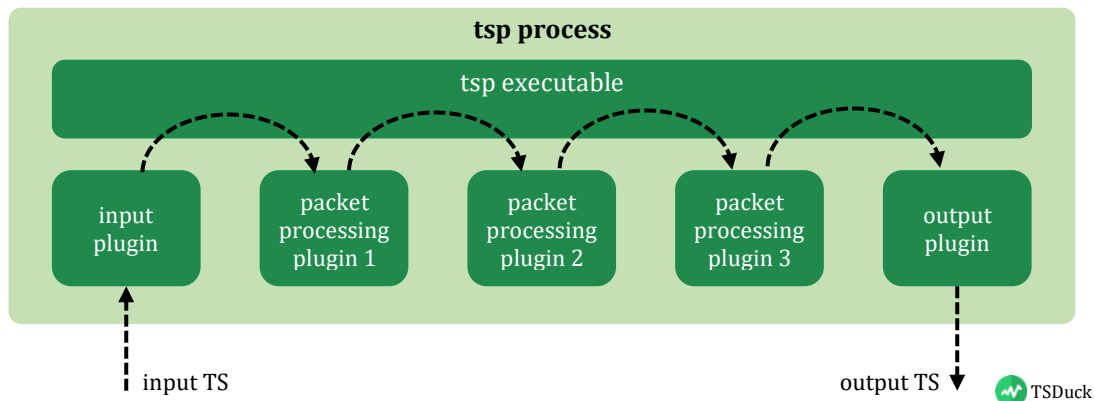 tsp process
tsp executable
input
plugin
packet
processing
plugin 1
packet
processing
plugin 2
packet
processing
plugin 3
output
plugin
input TS
output TS
TSDuck